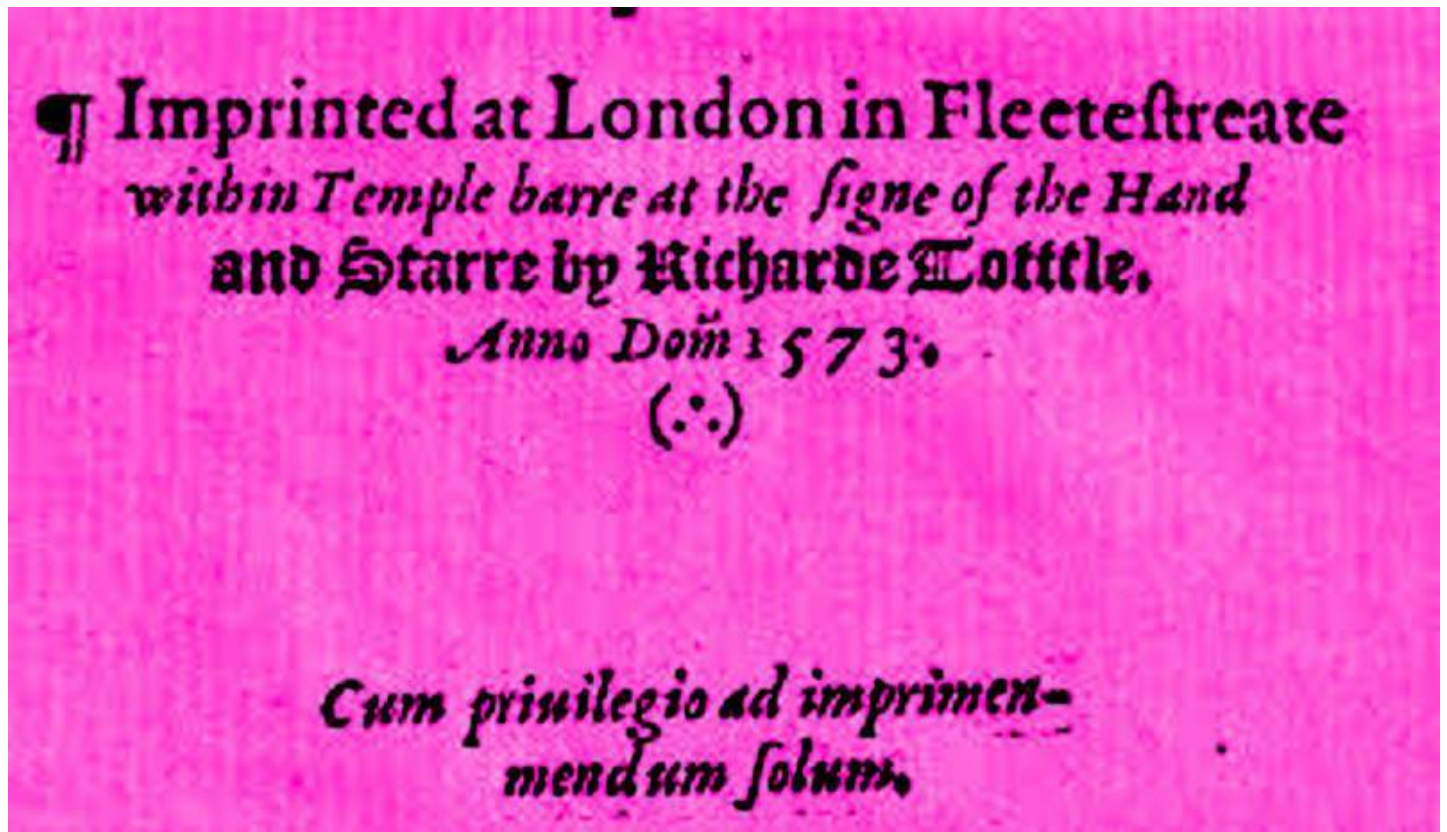 ¶ Imprinted at London in Fleeteſtreate
within Temple barre at the ſigne of the Hand
and Starre by Richarde Totttle.
Anno Dom̃ 1573.
(∴)
Cum priuilegio ad imprimen-
mendum ſolum.